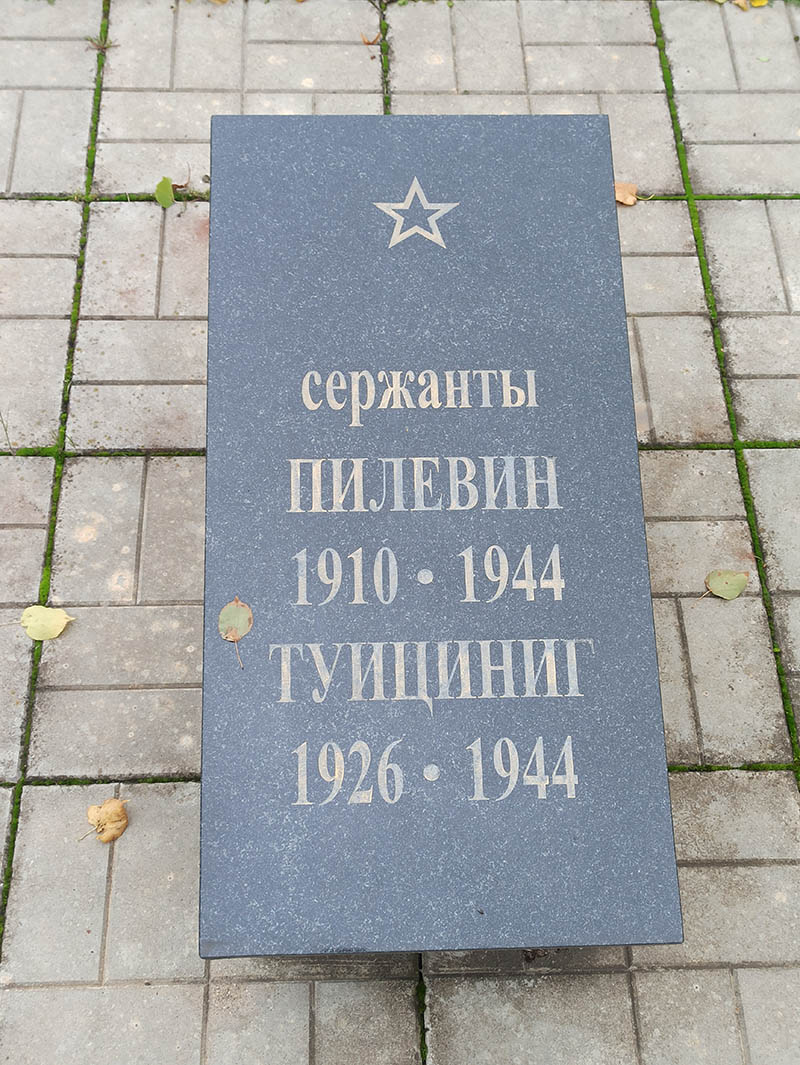 сержанты
ПИЛЕВИН
1910 • 1944
ТУИЦИНИГ
1926 • 1944